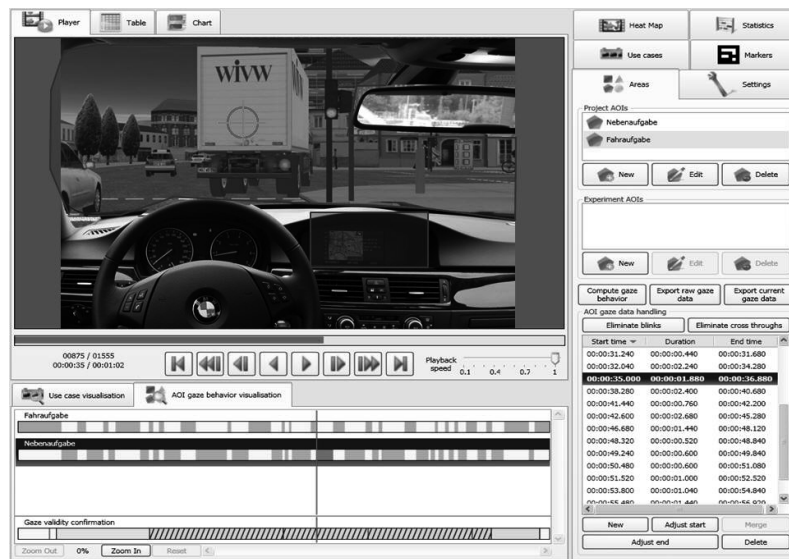 Player
Table
Chart
WIVW
00875 / 01555
00:00:35 / 00:01:02
Playback
speed
0.1 0.4 0.7 1
Use case visualisation
AOI gaze behavior visualisation
Fahraufgabe
Nebenaufgabe
Gaze validity confirmation
Zoom Out 0% Zoom In Reset
Heat Map
Statistics
Use cases
Markers
Areas
Settings
Project AOIs
Nebenaufgabe
Fahraufgabe
New Edit Delete
Experiment AOIs
New Edit Delete
Compute gaze
behavior
Export raw gaze
data
Export current
gaze data
AOI gaze data handling
Eliminate blinks
Eliminate cross throughs
Start time Duration End time
00:00:31.240 00:00:00.440 00:00:31.680
00:00:32.040 00:00:02.240 00:00:34.280
00:00:35.000 00:00:01.880 00:00:36.880
00:00:38.280 00:00:02.400 00:00:40.680
00:00:41.440 00:00:00.760 00:00:42.200
00:00:42.600 00:00:02.680 00:00:45.280
00:00:46.680 00:00:01.440 00:00:48.120
00:00:48.320 00:00:00.520 00:00:48.840
00:00:49.240 00:00:00.600 00:00:49.840
00:00:50.480 00:00:00.600 00:00:51.080
00:00:51.520 00:00:01.000 00:00:52.520
00:00:53.800 00:00:01.040 00:00:54.840
00:00:55.480 00:00:01.440 00:00:56.920
New Adjust start Merge
Adjust end Delete